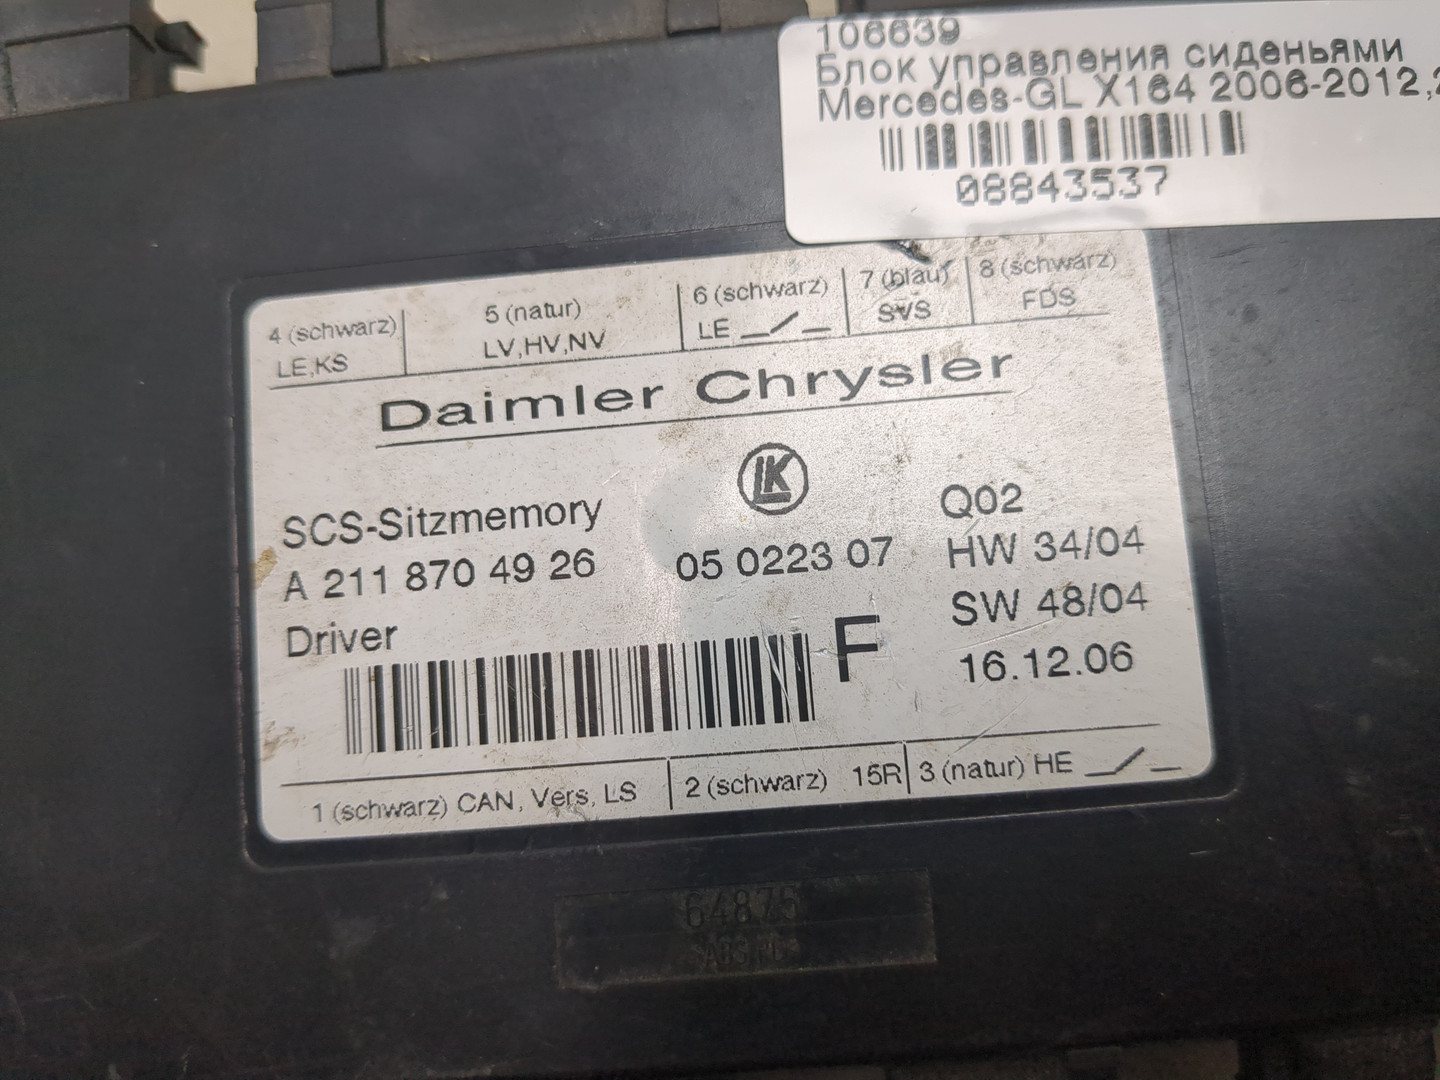 106639
Блок управления сиденьями
Mercedes-GL X164 2006-2012,2
08843537
4 (schwarz)
LE,KS
5 (natur)
LV,HV,NV
6 (schwarz)
LE
7 (blau)
SVS
8 (schwarz)
FDS
Daimler Chrysler
LK
SCS-Sitzmemory
A 211 870 49 26
05 0223 07
Q02
HW 34/04
SW 48/04
16.12.06
Driver
F
1 (schwarz) CAN, Vers, LS
2 (schwarz) 15R
3 (natur) HE
64875